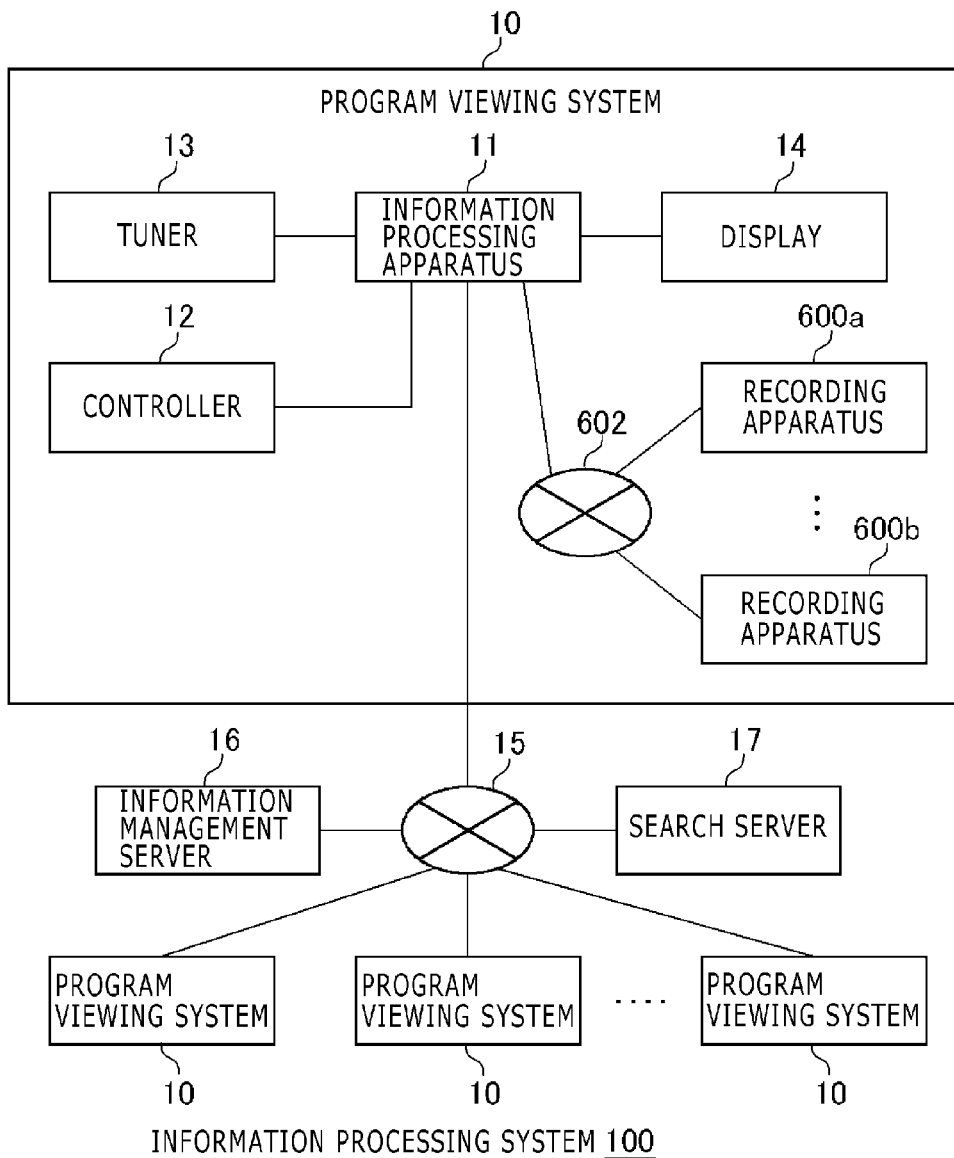 10
PROGRAM VIEWING SYSTEM
13
11
14
TUNER
INFORMATION
PROCESSING
APPARATUS
DISPLAY
12
600a
CONTROLLER
RECORDING
APPARATUS
602
600b
RECORDING
APPARATUS
16
15
17
INFORMATION
MANAGEMENT
SERVER
SEARCH SERVER
PROGRAM
VIEWING SYSTEM
PROGRAM
VIEWING SYSTEM
PROGRAM
VIEWING SYSTEM
10
10
10
INFORMATION PROCESSING SYSTEM 100